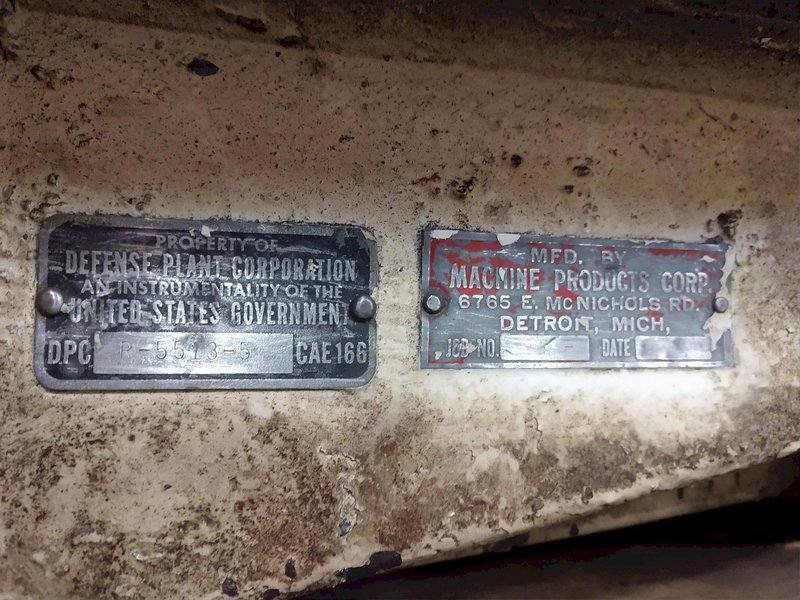 PROPERTY OF
DEFENSE PLANT CORPORATION
AN INSTRUMENTALITY OF THE
UNITED STATES GOVERNMENT
DPC P-5513-5 CAE166
MFD. BY
MACMINE PRODUCTS CORP.
6765 E. MCNICHOLS RD.
DETROIT, MICH,
JOB NO. DATE